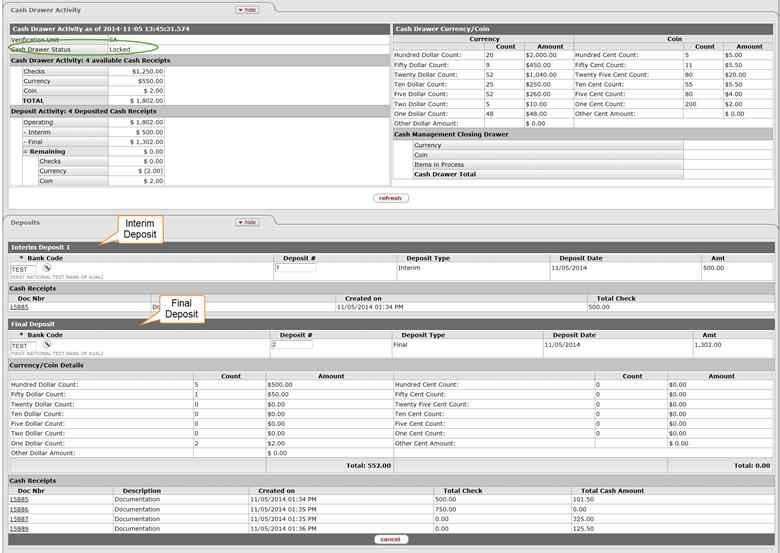 Cash Drawer Activity
hide
Cash Drawer Activity as of 2014-11-05 13:45:31.574
Verification Unit EA
Cash Drawer Status Locked
Cash Drawer Activity: 4 available Cash Receipts
Checks $1,250.00
Currency $550.00
Coin $ 2.00
TOTAL $ 1,802.00
Deposit Activity: 4 Deposited Cash Receipts
Operating $ 1,802.00
- Interim $ 500.00
- Final $ 1,302.00
= Remaining $ 0.00
Checks $ 0.00
Currency $ (2.00)
Coin $ 2.00
Cash Drawer Currency/Coin
Currency Coin
Count Amount Count Amount
Hundred Dollar Count: 20 $2,000.00 Hundred Cent Count: 5 $5.00
Fifty Dollar Count: 9 $450.00 Fifty Cent Count: 11 $5.50
Twenty Dollar Count: 52 $1,040.00 Twenty Five Cent Count: 80 $20.00
Ten Dollar Count: 25 $250.00 Ten Cent Count: 55 $5.50
Five Dollar Count: 52 $260.00 Five Cent Count: 80 $4.00
Two Dollar Count: 5 $10.00 One Cent Count: 200 $2.00
One Dollar Count: 48 $48.00 Other Cent Amount: $ 0.00
Other Dollar Amount: $ 0.00
Cash Management Closing Drawer
Currency
Coin
Items in Process
Cash Drawer Total
refresh
Deposits
hide
Interim Deposit
Interim Deposit 1
* Bank Code Deposit # Deposit Type Deposit Date Amt
TEST 1 Interim 11/05/2014 500.00
FIRST NATIONAL TEST BANK OF KUALI
Cash Receipts
Doc Nbr Created on Total Check
15885 11/05/2014 01:34 PM 500.00
Final Deposit
Final Deposit
* Bank Code Deposit # Deposit Type Deposit Date Amt
TEST 2 Final 11/05/2014 1,302.00
FIRST NATIONAL TEST BANK OF KUALI
Currency/Coin Details
Count Amount Count Amount
Hundred Dollar Count: 5 $500.00 Hundred Cent Count: 0 $0.00
Fifty Dollar Count: 1 $50.00 Fifty Cent Count: 0 $0.00
Twenty Dollar Count: 0 $0.00 Twenty Five Cent Count: 0 $0.00
Ten Dollar Count: 0 $0.00 Ten Cent Count: 0 $0.00
Five Dollar Count: 0 $0.00 Five Cent Count: 0 $0.00
Two Dollar Count: 0 $0.00 One Cent Count: 0 $0.00
One Dollar Count: 2 $2.00 Other Cent Amount: $ 0.00
Other Dollar Amount: $ 0.00
Total: 552.00 Total: 0.00
Cash Receipts
Doc Nbr Description Created on Total Check Total Cash Amount
15885 Documentation 11/05/2014 01:34 PM 500.00 101.50
15886 Documentation 11/05/2014 01:35 PM 750.00 0.00
15887 Documentation 11/05/2014 01:35 PM 0.00 325.00
15889 Documentation 11/05/2014 01:36 PM 0.00 125.50
cancel